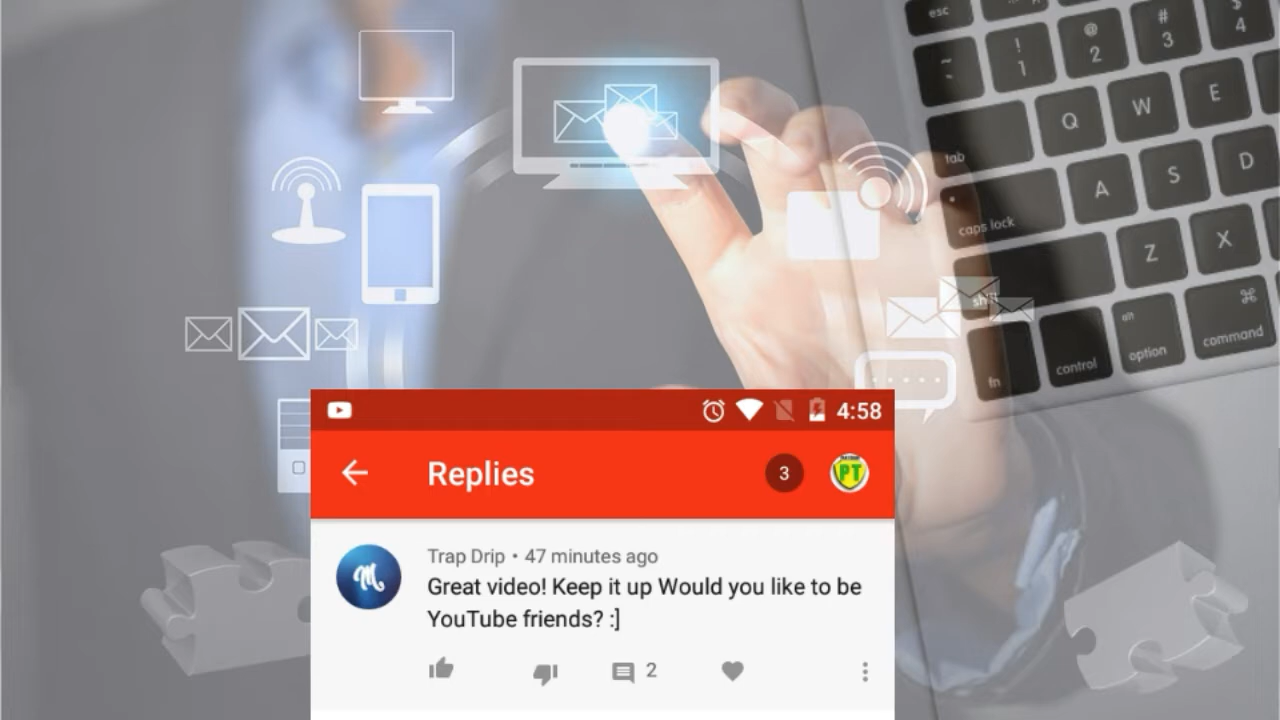 esc
! 1
@ 2
# 3
$ 4
~
tab
Q
W
E
caps lock
A
S
D
shift
Z
X
fn
control
alt option
⌘ command
4:58
Replies
3
PT
Trap Drip • 47 minutes ago
Great video! Keep it up Would you like to be
YouTube friends? :]
2